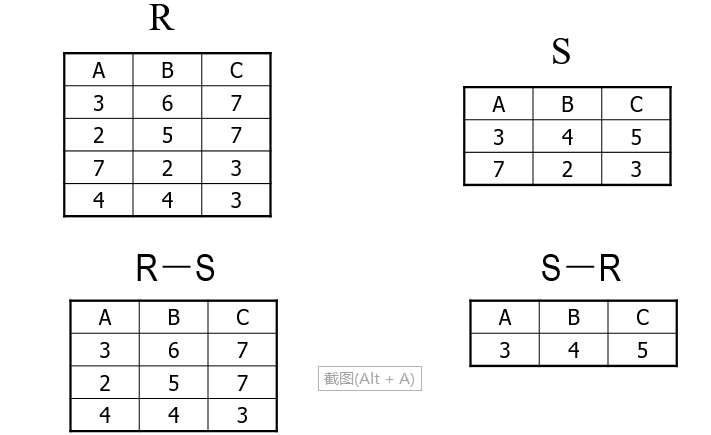 R
A B C
3 6 7
2 5 7
7 2 3
4 4 3
S
A B C
3 4 5
7 2 3
R—S
A B C
3 6 7
2 5 7
4 4 3
S—R
A B C
3 4 5
截图(Alt + A)